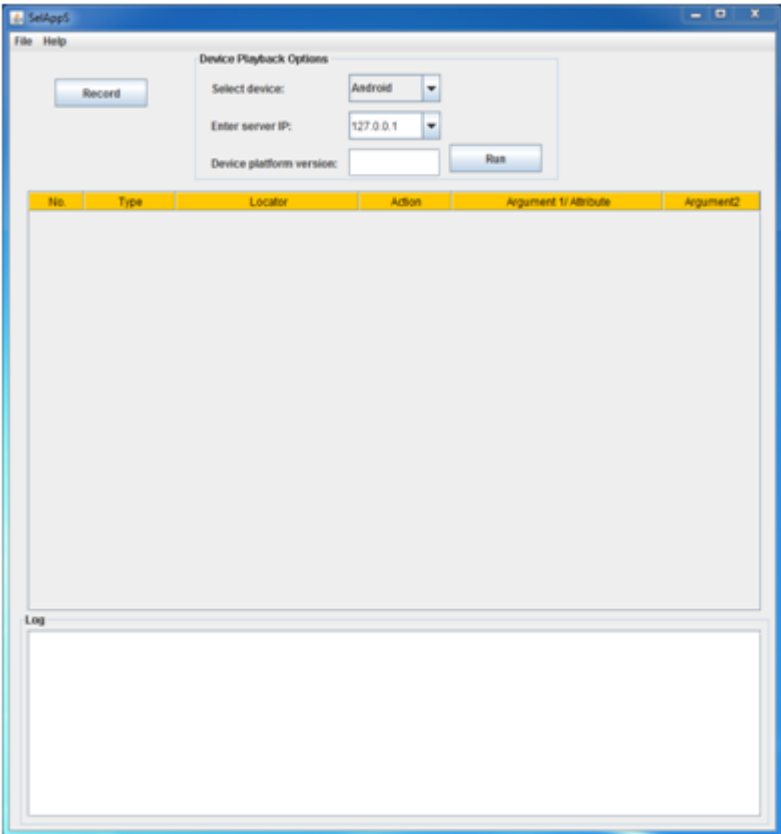 SelAppS
File Help
Device Playback Options
Record
Select device: Android
Enter server IP: 127.0.0.1
Device platform version:
Run
No. Type Locator Action Argument 1/ Attribute Argument2
Log